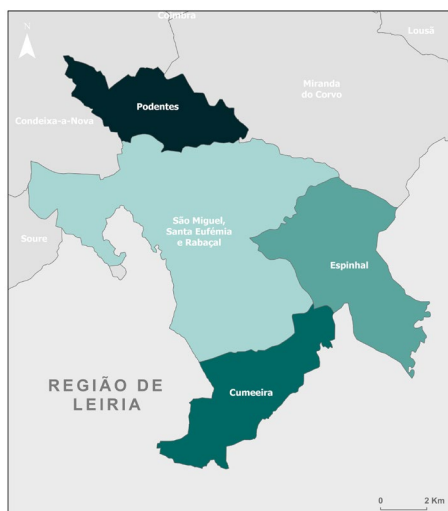 Coimbra
N
Lousã
Podentes
Miranda
do Corvo
Condeixa-a-Nova
São Miguel,
Santa Eufémia
e Rabaçal
Soure
Espinhal
REGIÃO DE
LEIRIA
Cumeeira
0 2 Km